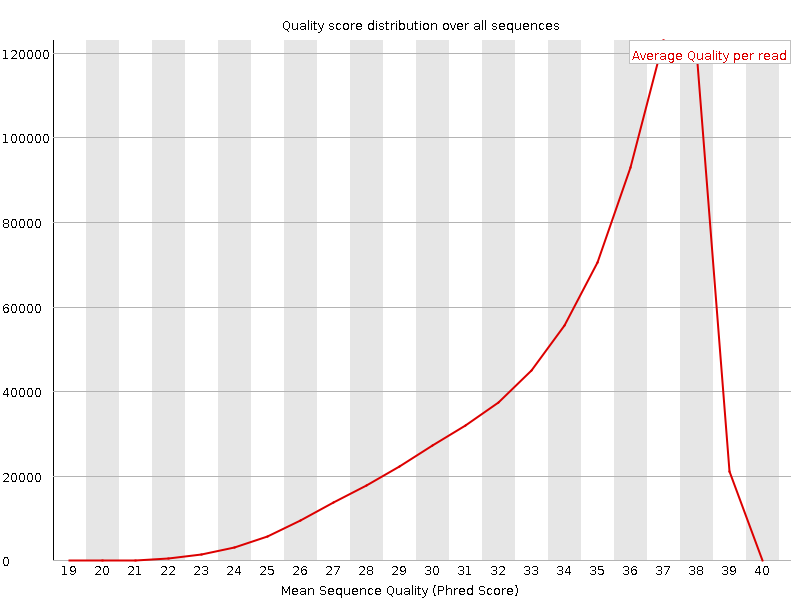 Quality score distribution over all sequences
Average Quality per read
120000
100000
80000
60000
40000
20000
0
19 20 21 22 23 24 25 26 27 28 29 30 31 32 33 34 35 36 37 38 39 40
Mean Sequence Quality (Phred Score)